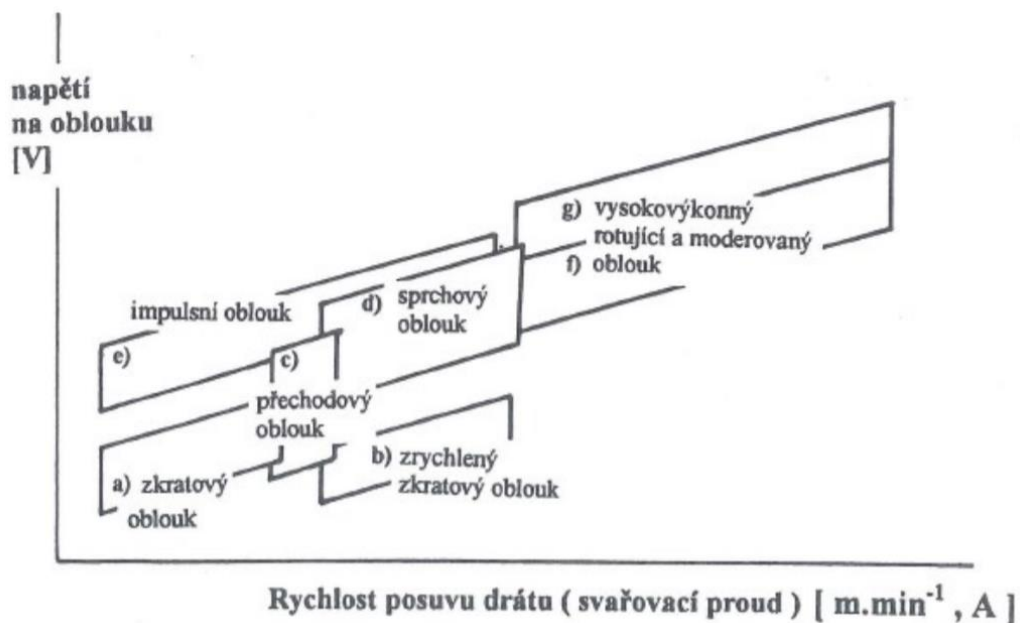 napětí
na oblouku
[V]
g) vysokovýkonný
rotující a moderovaný
f) oblouk
impulsní oblouk
d) sprchový
oblouk
e)
c)
přechodový
oblouk
b) zrychlený
zkratový oblouk
a) zkratový
oblouk
Rychlost posuvu drátu ( svařovací proud ) [ m.min⁻¹ , A ]